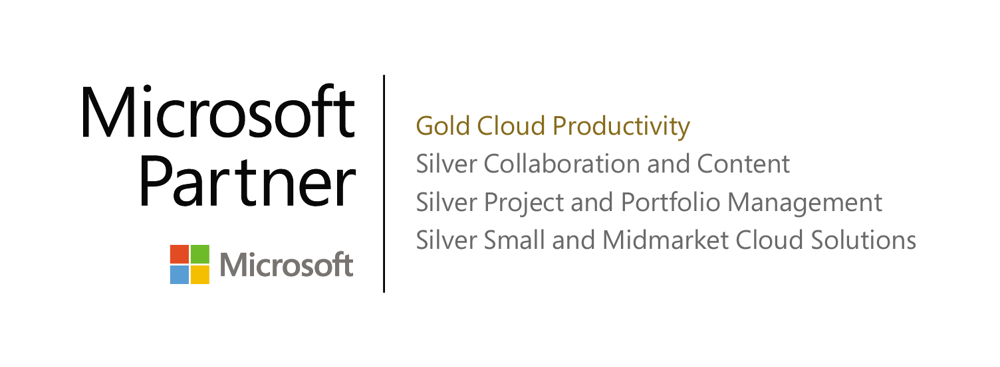 Microsoft
Partner
Microsoft
Gold Cloud Productivity
Silver Collaboration and Content
Silver Project and Portfolio Management
Silver Small and Midmarket Cloud Solutions